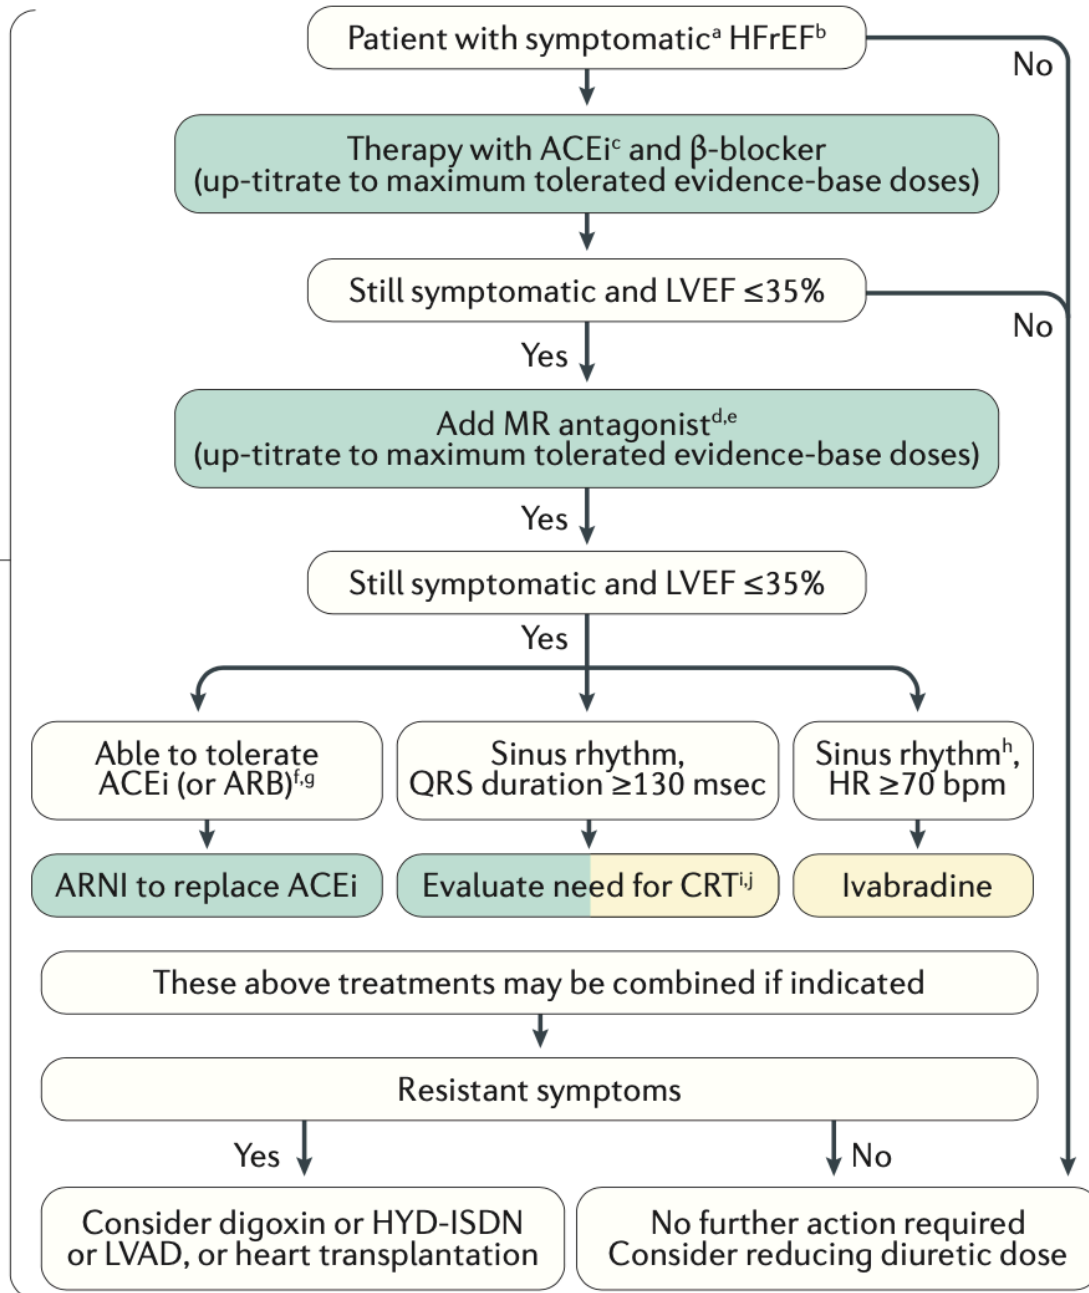 Patient with symptomaticᵃ HFrEFᵇ
No
Therapy with ACEiᶜ and β-blocker
(up-titrate to maximum tolerated evidence-base doses)
Still symptomatic and LVEF ≤35%
No
Yes
Add MR antagonistᵈ,ᵉ
(up-titrate to maximum tolerated evidence-base doses)
Yes
Still symptomatic and LVEF ≤35%
Yes
Able to tolerate
ACEi (or ARB)ᶠ,ᵍ
Sinus rhythm,
QRS duration ≥130 msec
Sinus rhythmʰ,
HR ≥70 bpm
ARNI to replace ACEi
Evaluate need for CRTⁱ,ʲ
Ivabradine
These above treatments may be combined if indicated
Resistant symptoms
Yes
No
Consider digoxin or HYD-ISDN
or LVAD, or heart transplantation
No further action required
Consider reducing diuretic dose